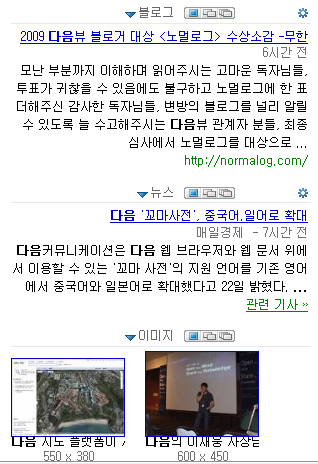 블로그
2009 다음뷰 블로거 대상 <노멀로그> 수상소감 -무한
6시간 전
모난 부분까지 이해하며 읽어주시는 고마운 독자님들,
투표가 귀찮을 수 있음에도 불구하고 노멀로그에 한 표
더해주신 감사한 독자님들, 변방의 블로그를 널리 알릴
수 있도록 늘 수고해주시는 다음뷰 관계자 분들, 최종
심사에서 노멀로그를 대상으로 ...
http://normalog.com/
뉴스
다음 '꼬마사전', 중국어,일어로 확대
매일경제 - 7시간 전
다음커뮤니케이션은 다음 웹 브라우저와 웹 문서 위에
서 이용할 수 있는 '꼬마 사전'의 지원 언어를 기존 영어
에서 중국어와 일본어로 확대했다고 22일 밝혔다. ...
관련 기사 »
이미지
다음 지도 플랫폼이 다음의 이재웅 사장님
550 x 380 600 x 450